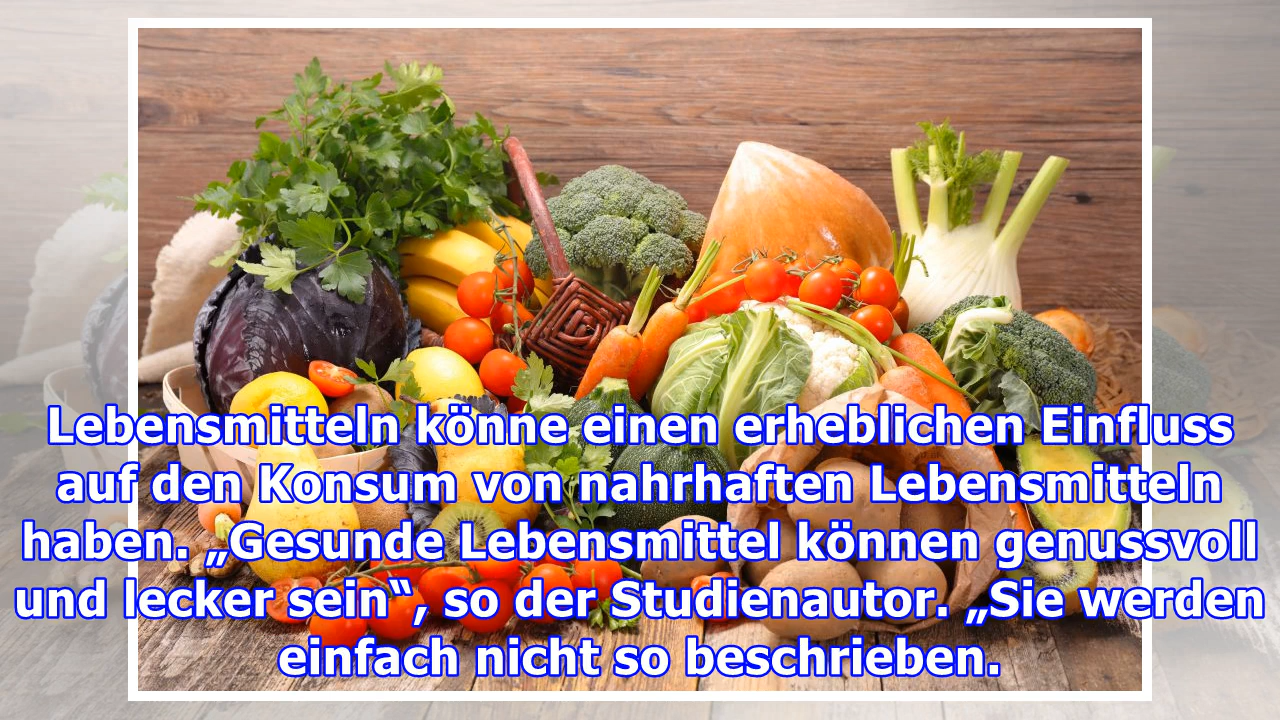 Lebensmitteln könne einen erheblichen Einfluss
auf den Konsum von nahrhaften Lebensmitteln
haben. „Gesunde Lebensmittel können genussvoll
und lecker sein“, so der Studienautor. „Sie werden
einfach nicht so beschrieben.